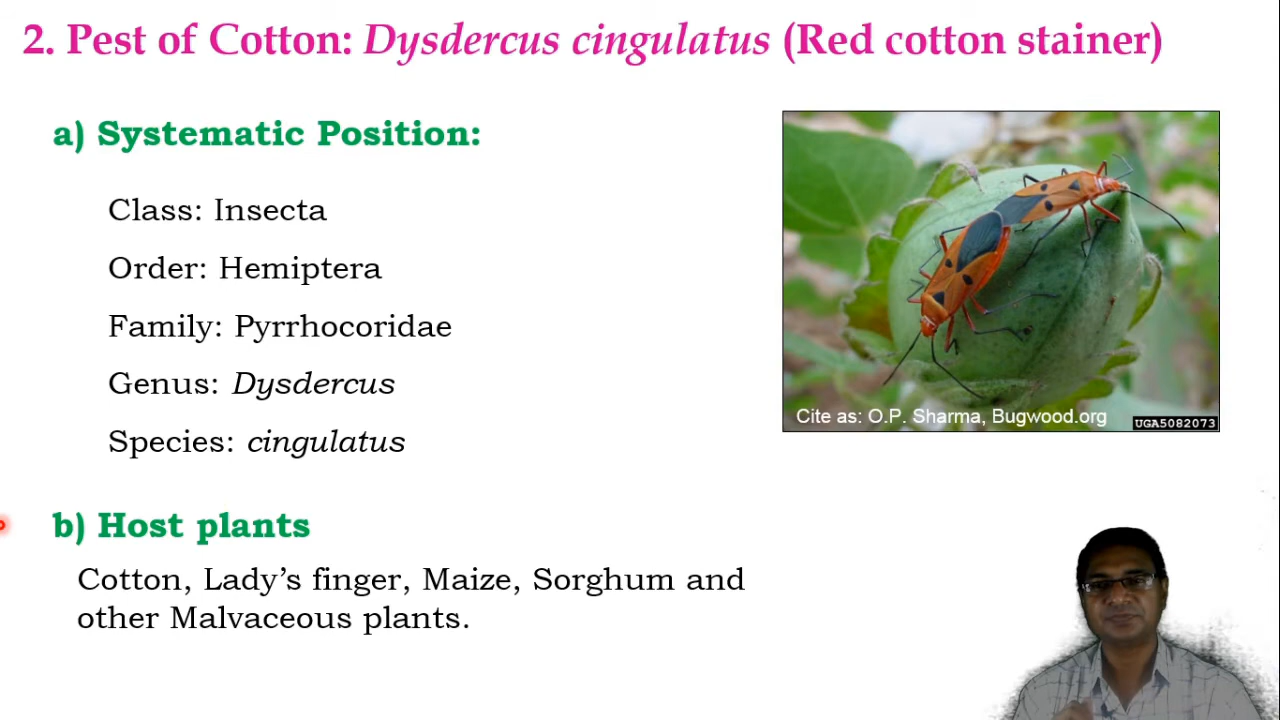 2. Pest of Cotton: Dysdercus cingulatus (Red cotton stainer)
a) Systematic Position:
Class: Insecta
Order: Hemiptera
Family: Pyrrhocoridae
Genus: Dysdercus
Species: cingulatus
Cite as: O.P. Sharma, Bugwood.org
UGA5082073
b) Host plants
Cotton, Lady’s finger, Maize, Sorghum and
other Malvaceous plants.